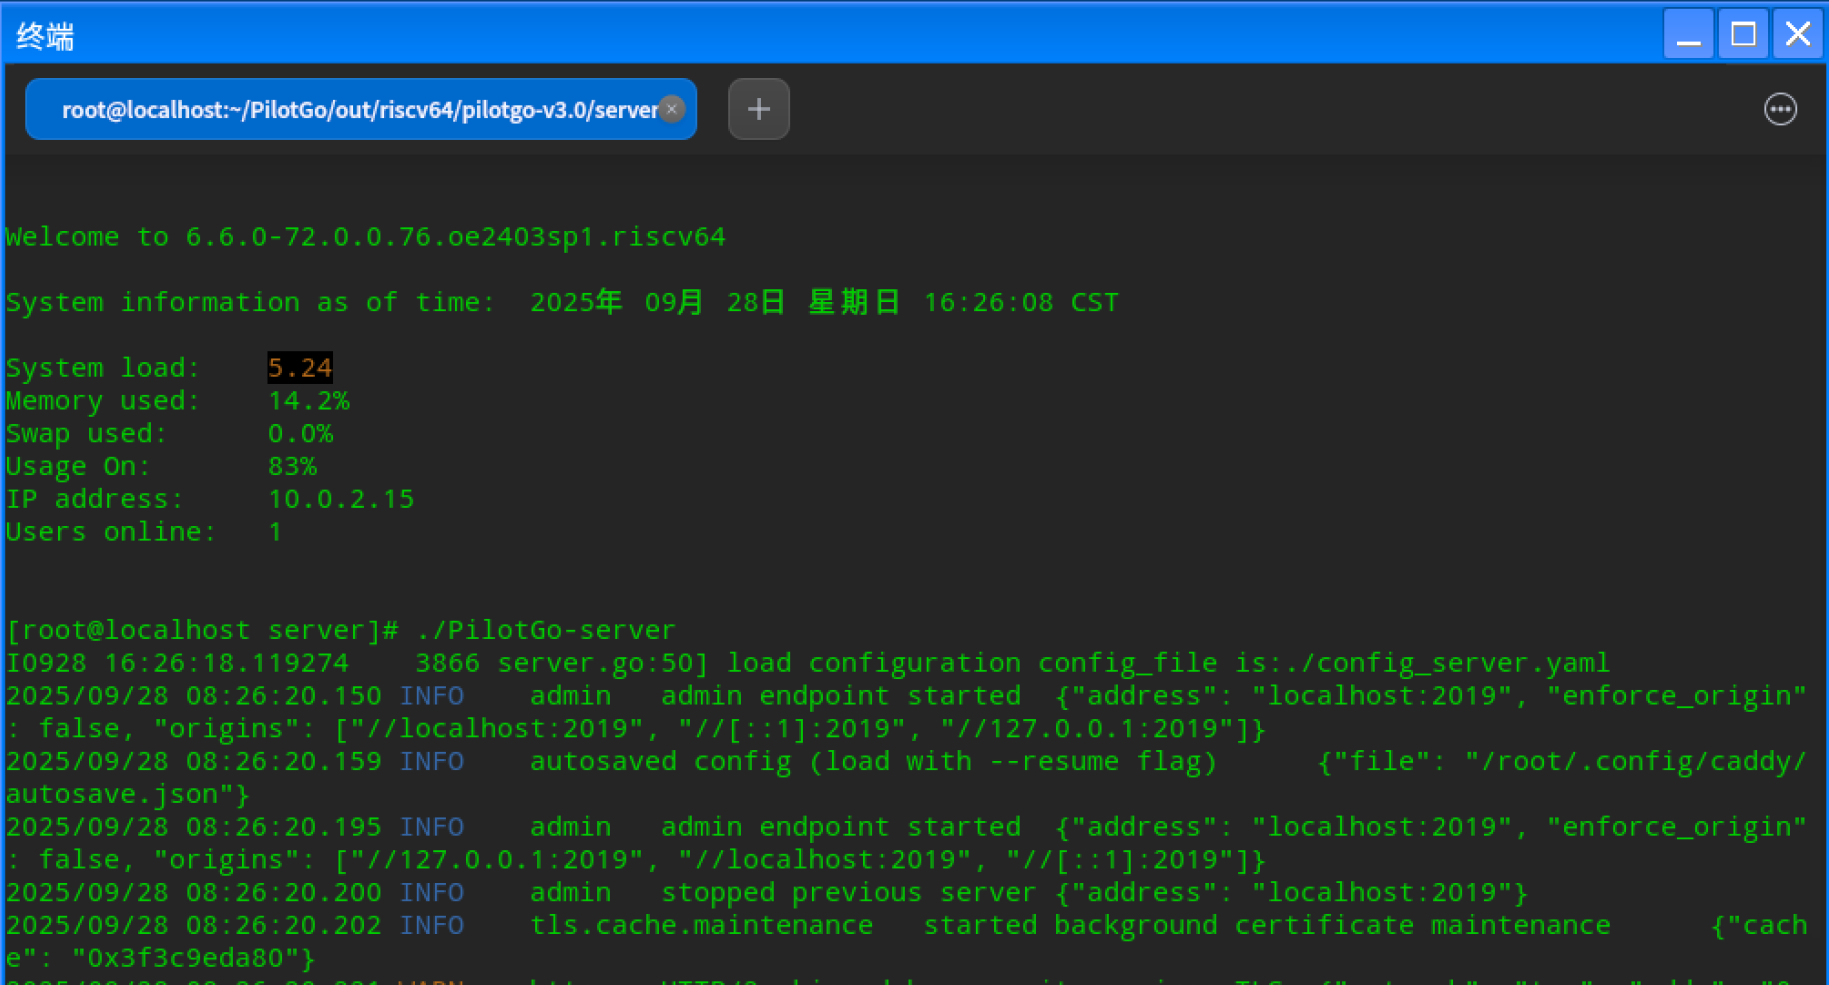 终端
root@localhost:~/PilotGo/out/riscv64/pilotgo-v3.0/server
Welcome to 6.6.0-72.0.0.76.oe2403sp1.riscv64
System information as of time:  2025年 09月 28日 星期日 16:26:08 CST
System load:    5.24
Memory used:    14.2%
Swap used:      0.0%
Usage On:       83%
IP address:     10.0.2.15
Users online:   1
[root@localhost server]# ./PilotGo-server
I0928 16:26:18.119274    3866 server.go:50] load configuration config_file is:./config_server.yaml
2025/09/28 08:26:20.150 INFO    admin   admin endpoint started  {"address": "localhost:2019", "enforce_origin"
: false, "origins": ["//localhost:2019", "//[::1]:2019", "//127.0.0.1:2019"]}
2025/09/28 08:26:20.159 INFO    autosaved config (load with --resume flag)      {"file": "/root/.config/caddy/
autosave.json"}
2025/09/28 08:26:20.195 INFO    admin   admin endpoint started  {"address": "localhost:2019", "enforce_origin"
: false, "origins": ["//127.0.0.1:2019", "//localhost:2019", "//[::1]:2019"]}
2025/09/28 08:26:20.200 INFO    admin   stopped previous server {"address": "localhost:2019"}
2025/09/28 08:26:20.202 INFO    tls.cache.maintenance   started background certificate maintenance      {"cach
e": "0x3f3c9eda80"}